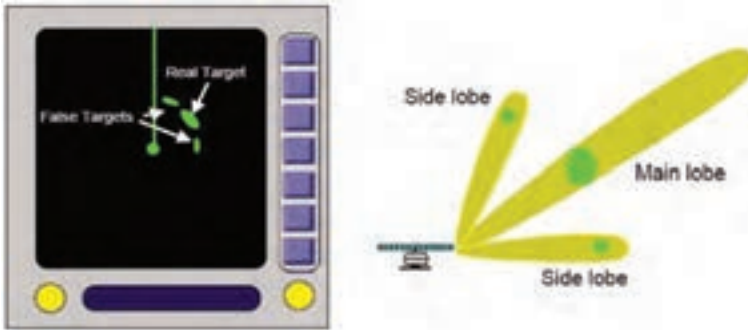 Real Target
False Targets
Side lobe
Main lobe
Side lobe